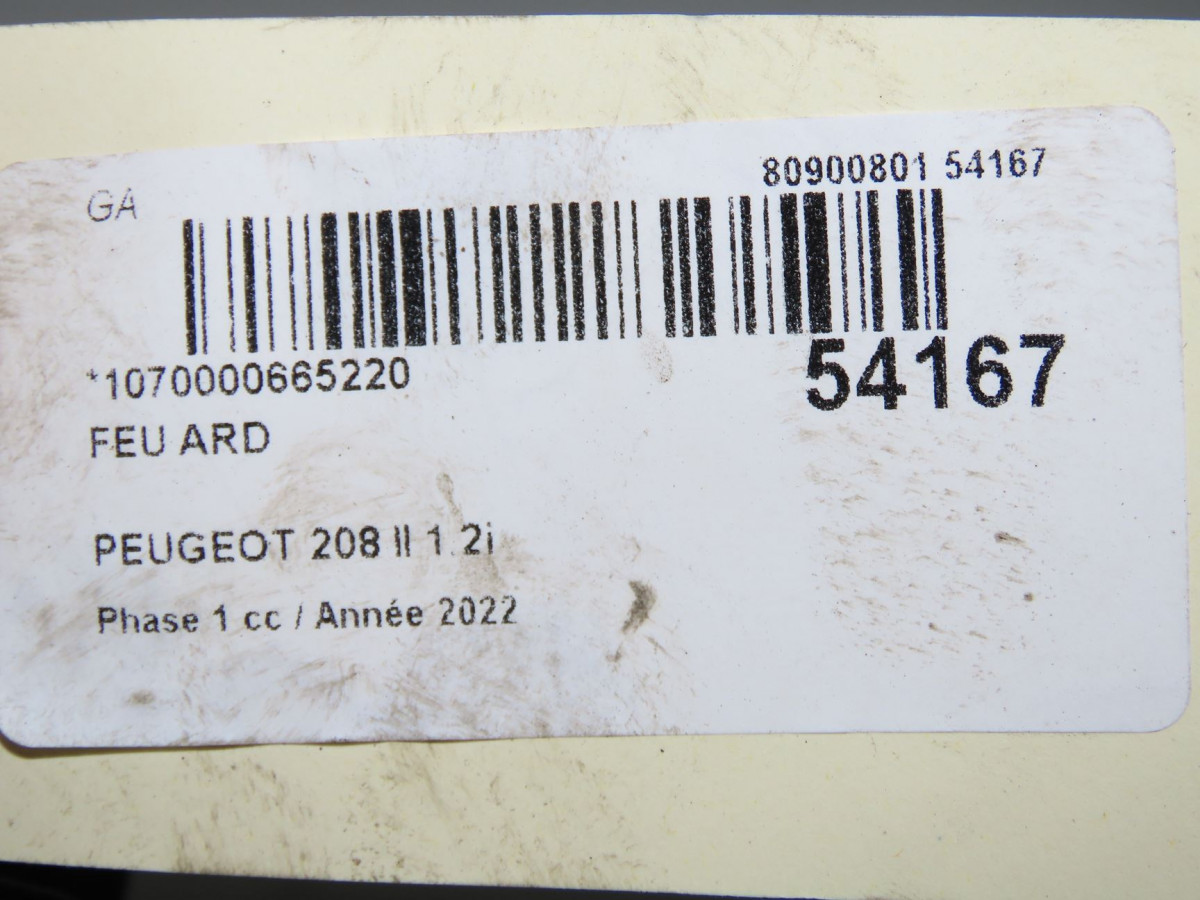 80900801 54167
GA
*1070000665220
54167
FEU ARD
PEUGEOT 208 II 1.2i
Phase 1 cc / Année 2022